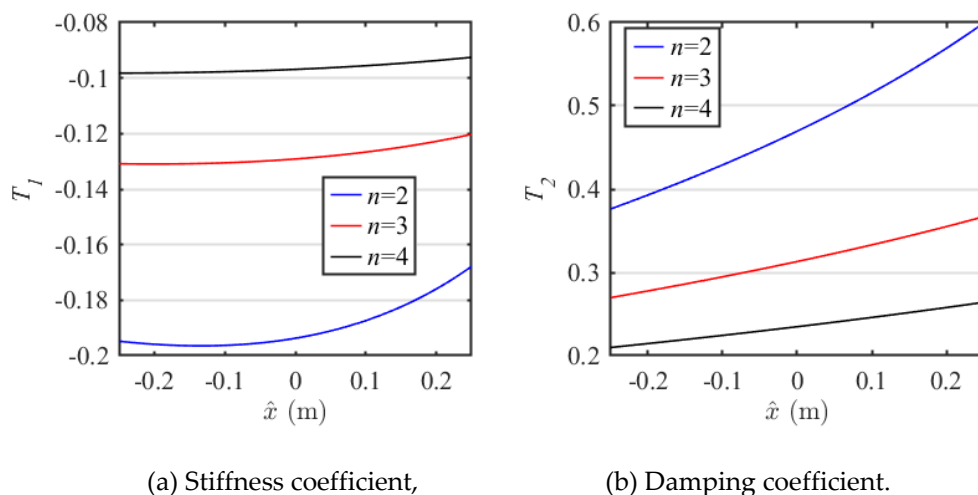 -0.08
-0.1
-0.12
-0.14
-0.16
-0.18
-0.2
T_1
n=2
n=3
n=4
-0.2 -0.1 0 0.1 0.2
x̂ (m)
(a) Stiffness coefficient,
0.6
0.5
0.4
0.3
0.2
T_2
n=2
n=3
n=4
-0.2 -0.1 0 0.1 0.2
x̂ (m)
(b) Damping coefficient.